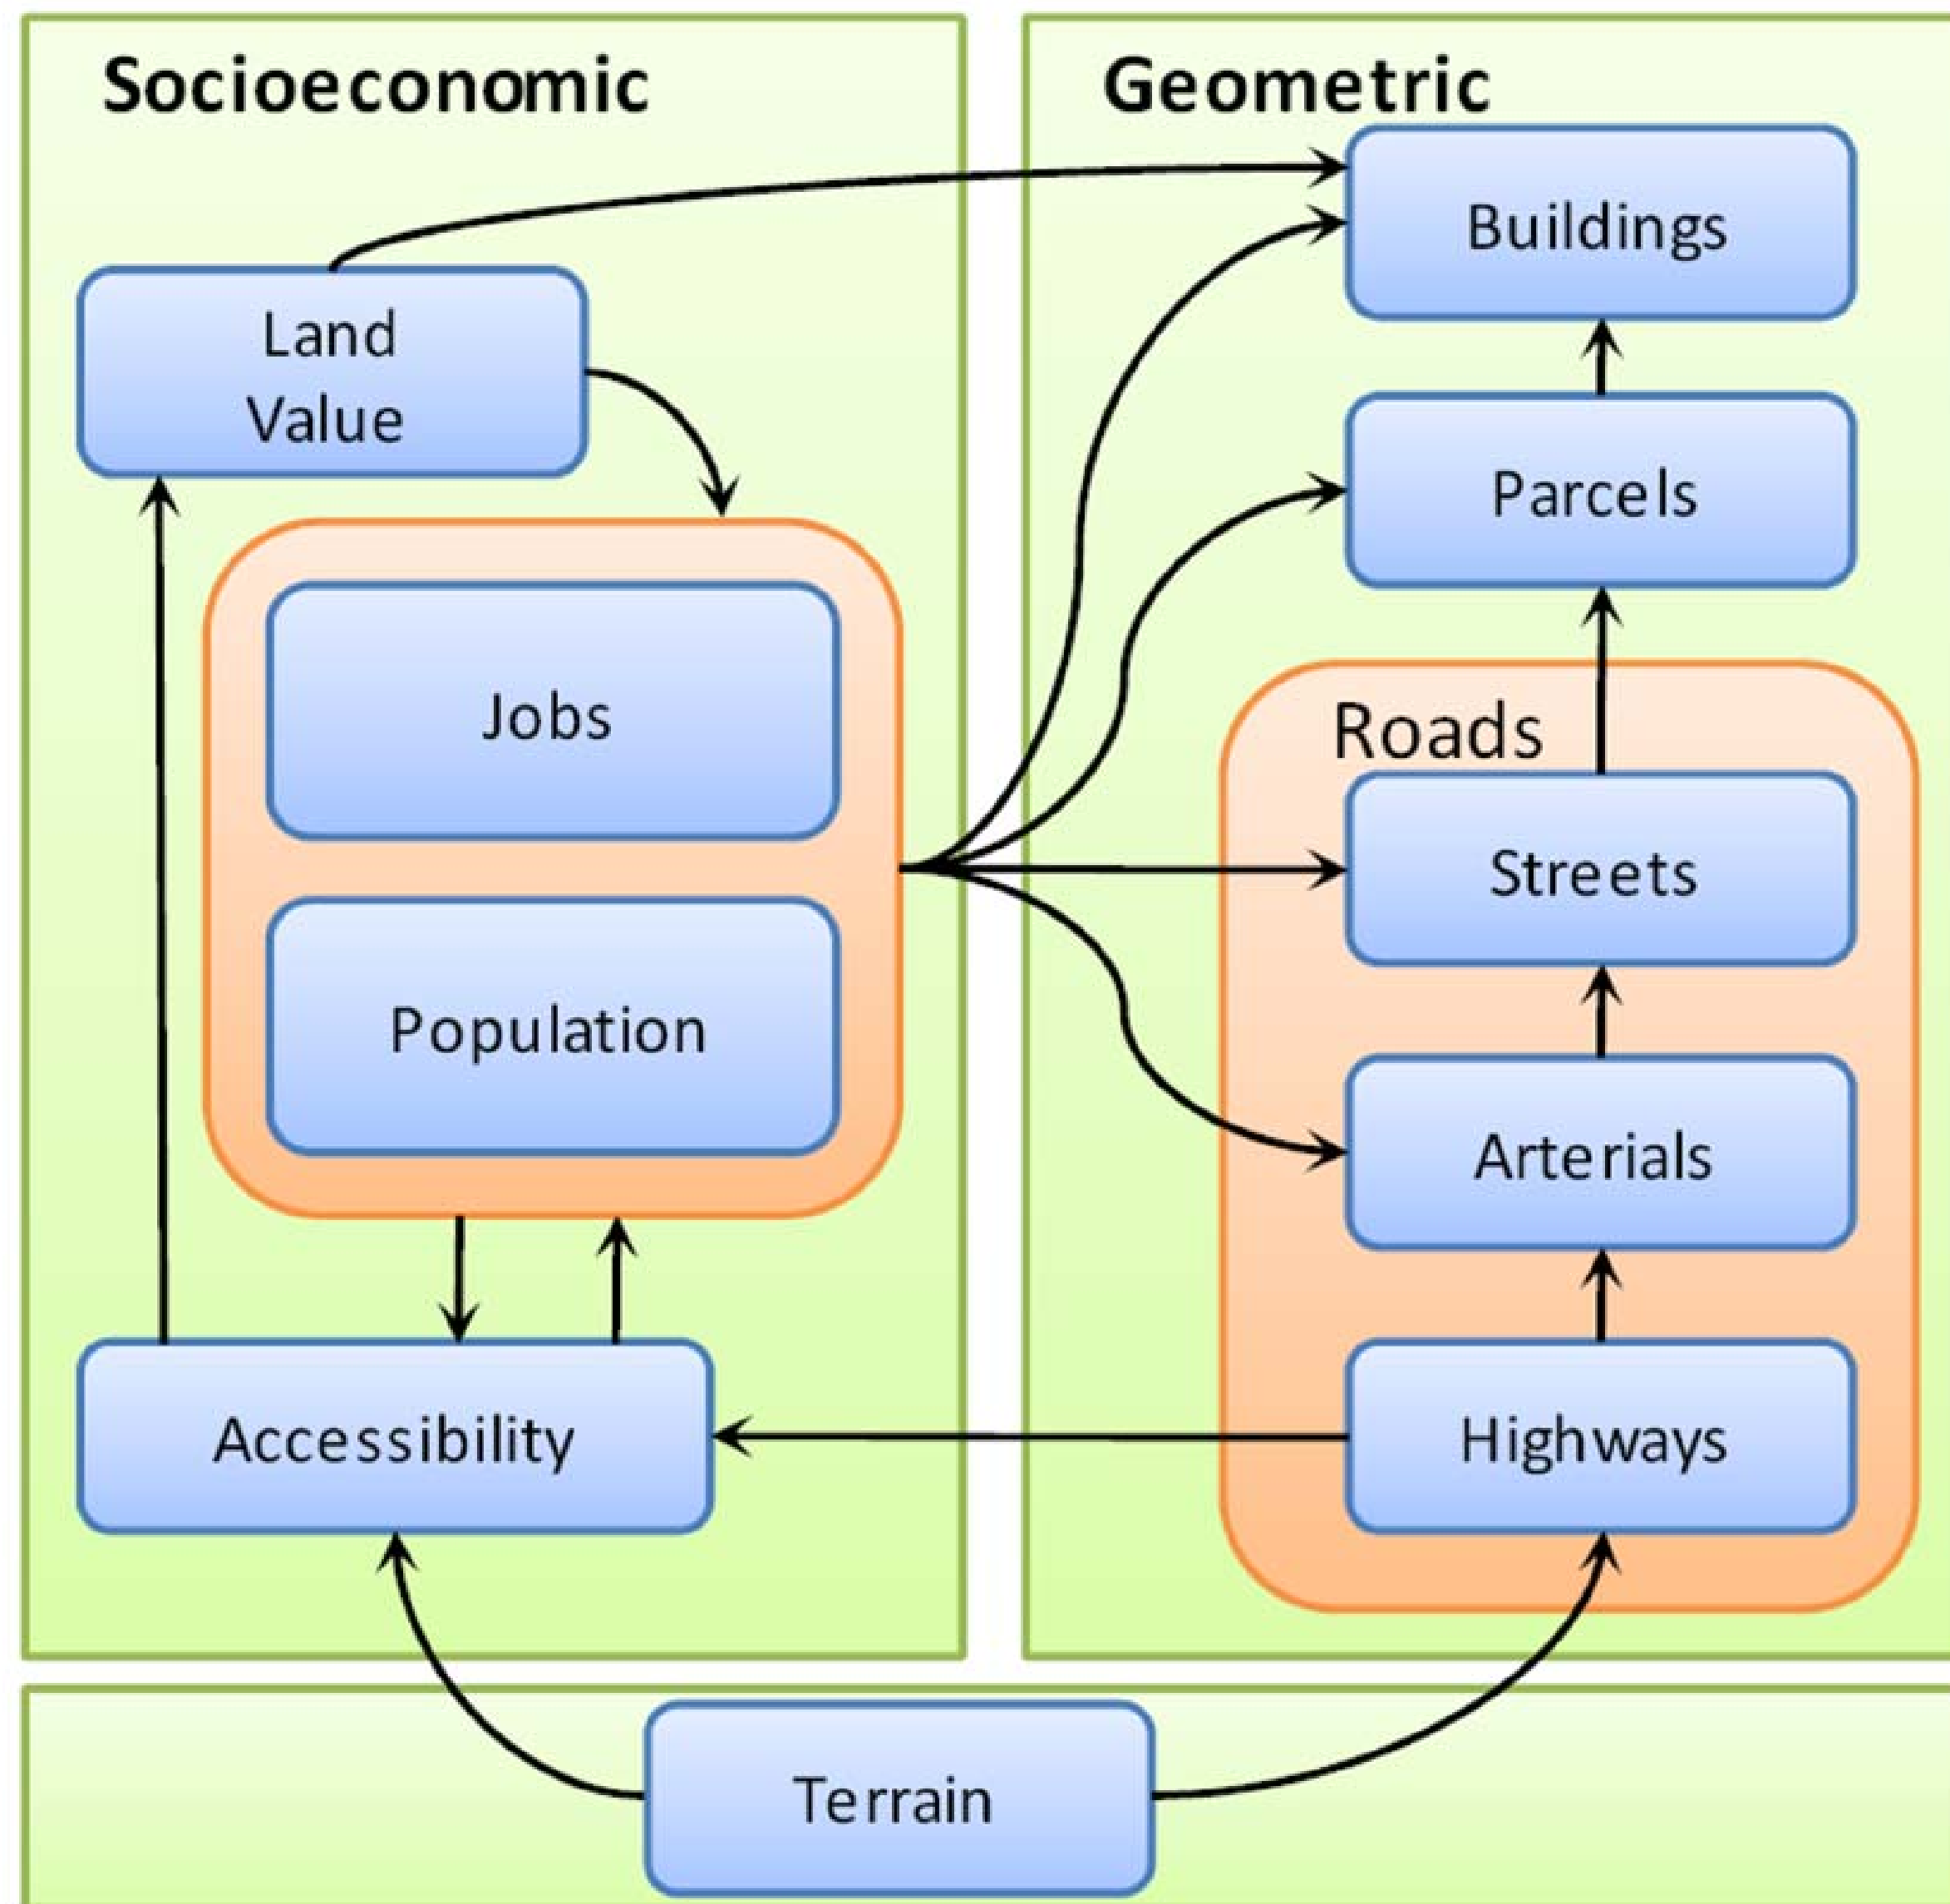 Socioeconomic
Land
Value
Jobs
Population
Accessibility
Geometric
Buildings
Parcels
Roads
Streets
Arterials
Highways
Terrain